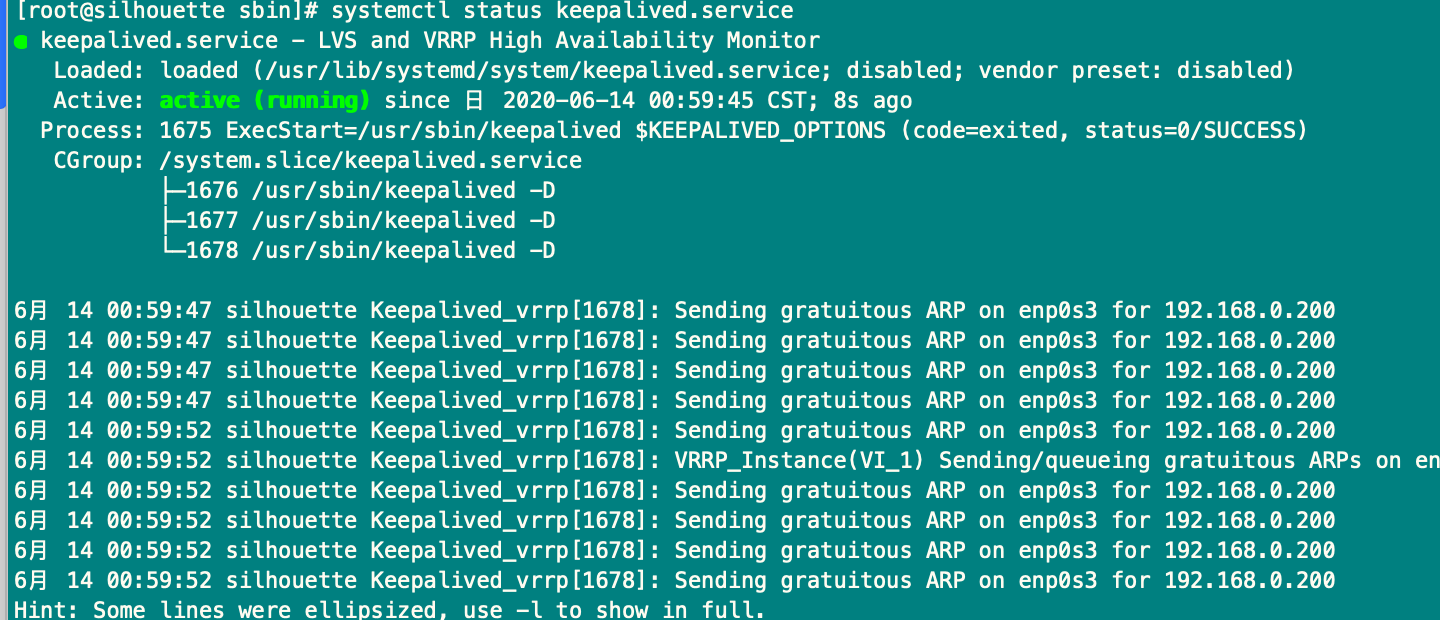 [root@silhouette sbin]# systemctl status keepalived.service
● keepalived.service - LVS and VRRP High Availability Monitor
   Loaded: loaded (/usr/lib/systemd/system/keepalived.service; disabled; vendor preset: disabled)
   Active: active (running) since 日 2020-06-14 00:59:45 CST; 8s ago
  Process: 1675 ExecStart=/usr/sbin/keepalived $KEEPALIVED_OPTIONS (code=exited, status=0/SUCCESS)
   CGroup: /system.slice/keepalived.service
           ├─1676 /usr/sbin/keepalived -D
           ├─1677 /usr/sbin/keepalived -D
           └─1678 /usr/sbin/keepalived -D

6月 14 00:59:47 silhouette Keepalived_vrrp[1678]: Sending gratuitous ARP on enp0s3 for 192.168.0.200
6月 14 00:59:47 silhouette Keepalived_vrrp[1678]: Sending gratuitous ARP on enp0s3 for 192.168.0.200
6月 14 00:59:47 silhouette Keepalived_vrrp[1678]: Sending gratuitous ARP on enp0s3 for 192.168.0.200
6月 14 00:59:47 silhouette Keepalived_vrrp[1678]: Sending gratuitous ARP on enp0s3 for 192.168.0.200
6月 14 00:59:52 silhouette Keepalived_vrrp[1678]: Sending gratuitous ARP on enp0s3 for 192.168.0.200
6月 14 00:59:52 silhouette Keepalived_vrrp[1678]: VRRP_Instance(VI_1) Sending/queueing gratuitous ARPs on en
6月 14 00:59:52 silhouette Keepalived_vrrp[1678]: Sending gratuitous ARP on enp0s3 for 192.168.0.200
6月 14 00:59:52 silhouette Keepalived_vrrp[1678]: Sending gratuitous ARP on enp0s3 for 192.168.0.200
6月 14 00:59:52 silhouette Keepalived_vrrp[1678]: Sending gratuitous ARP on enp0s3 for 192.168.0.200
6月 14 00:59:52 silhouette Keepalived_vrrp[1678]: Sending gratuitous ARP on enp0s3 for 192.168.0.200
Hint: Some lines were ellipsized, use -l to show in full.